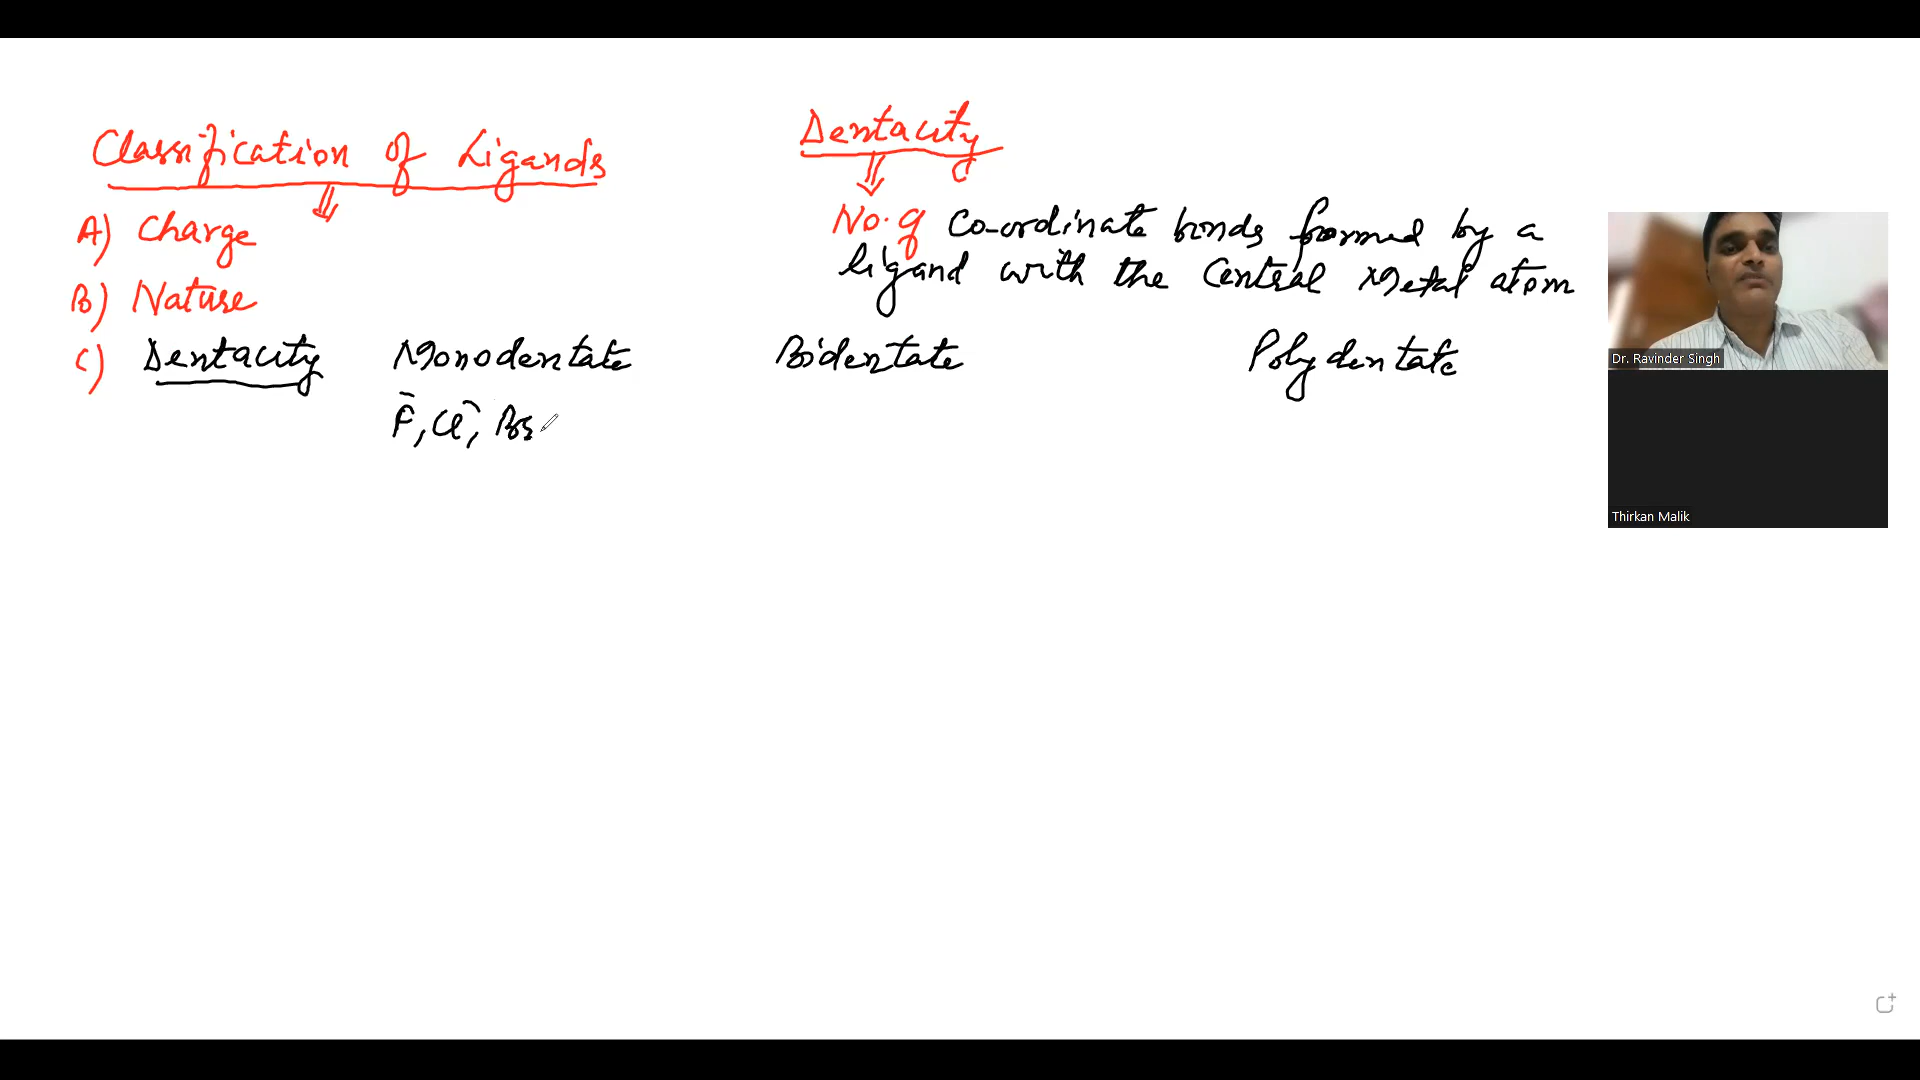 Classification of Ligands
A) Charge
B) Nature
C) Dentacity Monodentate Bidentate Polydentate
F⁻, Cl⁻, Br
Dentacity
No. of Co-ordinate bonds formed by a
ligand with the Central Metal atom
Dr. Ravinder Singh
Thirkan Malik